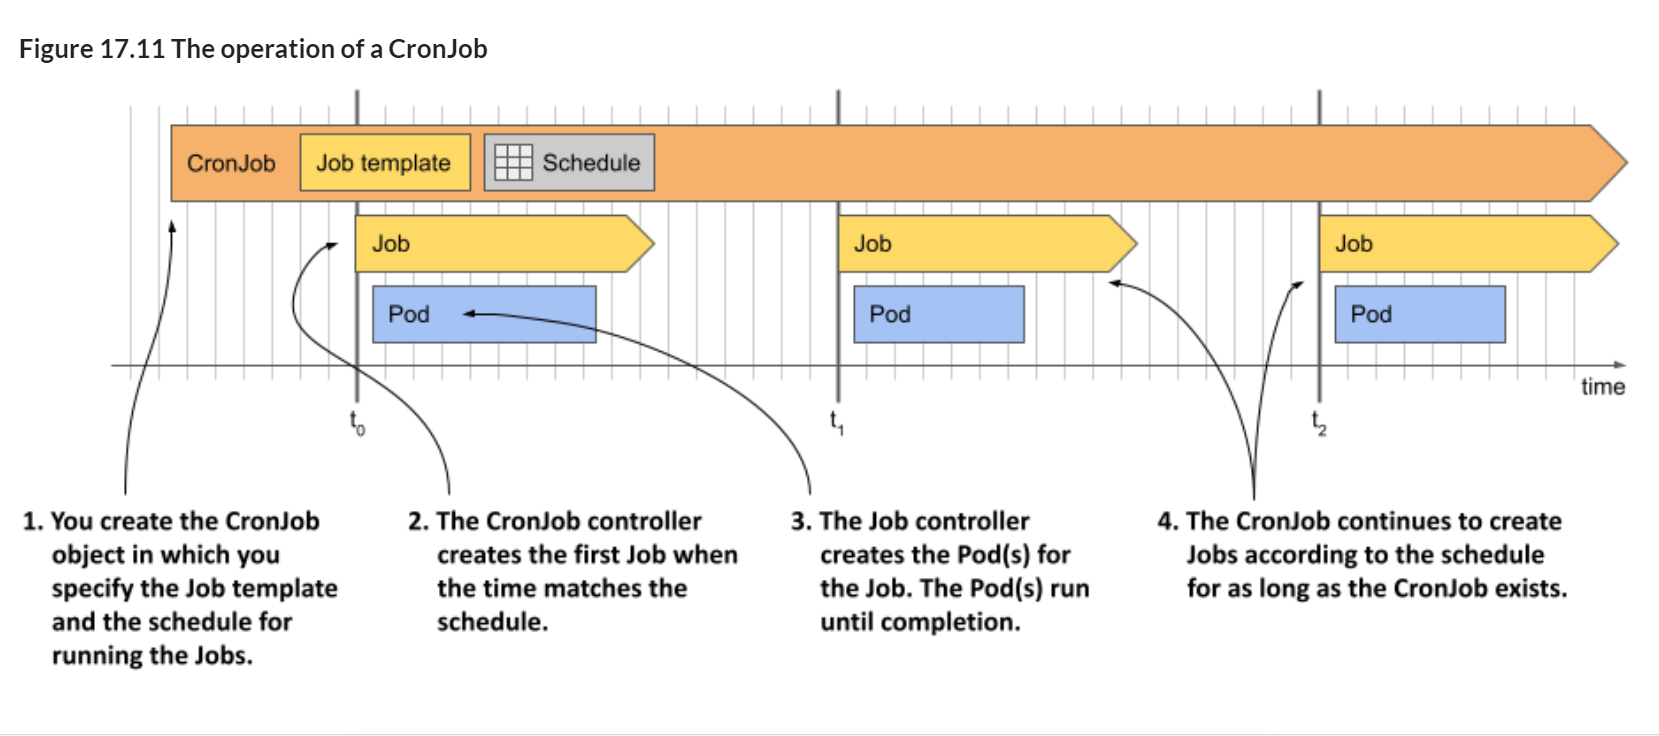 Figure 17.11 The operation of a CronJob
CronJob
Job template
Schedule
Job
Job
Job
Pod
Pod
Pod
time
t0
t1
t2
1. You create the CronJob
object in which you
specify the Job template
and the schedule for
running the Jobs.
2. The CronJob controller
creates the first Job when
the time matches the
schedule.
3. The Job controller
creates the Pod(s) for
the Job. The Pod(s) run
until completion.
4. The CronJob continues to create
Jobs according to the schedule
for as long as the CronJob exists.